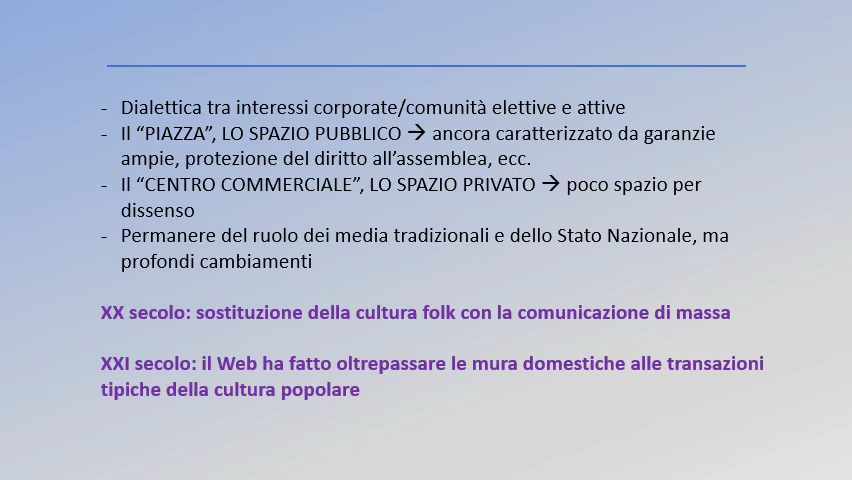 - Dialettica tra interessi corporate/comunità elettive e attive
- Il “PIAZZA”, LO SPAZIO PUBBLICO → ancora caratterizzato da garanzie
ampie, protezione del diritto all’assemblea, ecc.
- Il “CENTRO COMMERCIALE”, LO SPAZIO PRIVATO → poco spazio per
dissenso
- Permanere del ruolo dei media tradizionali e dello Stato Nazionale, ma
profondi cambiamenti
XX secolo: sostituzione della cultura folk con la comunicazione di massa
XXI secolo: il Web ha fatto oltrepassare le mura domestiche alle transazioni
tipiche della cultura popolare